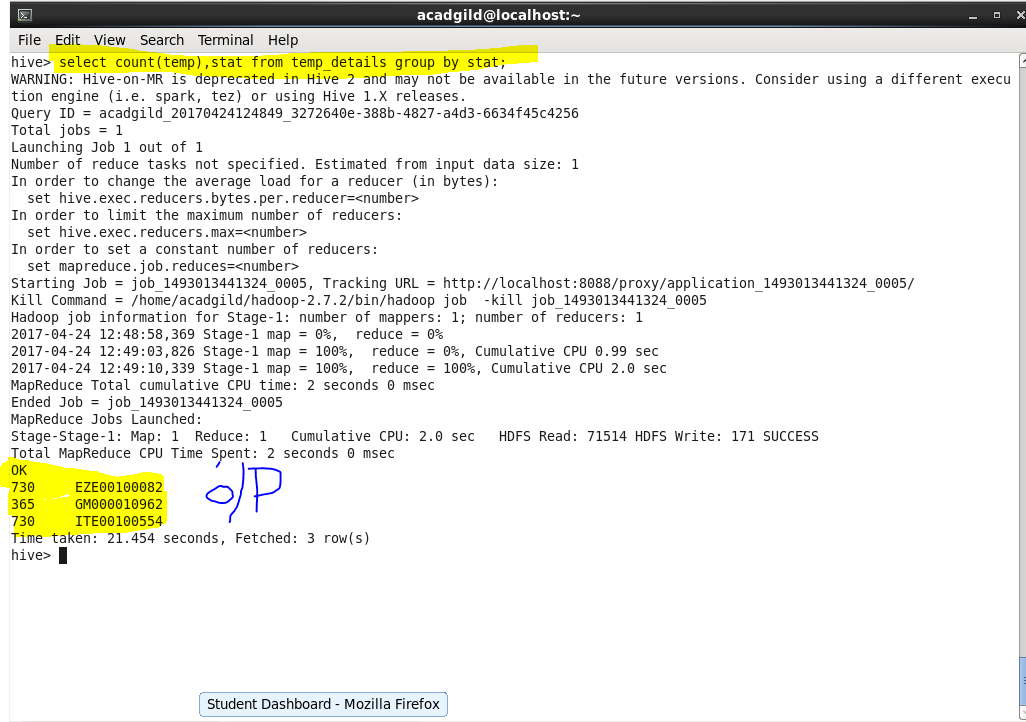 acadgild@localhost:~
File Edit View Search Terminal Help
hive> select count(temp),stat from temp_details group by stat;
WARNING: Hive-on-MR is deprecated in Hive 2 and may not be available in the future versions. Consider using a different execu
tion engine (i.e. spark, tez) or using Hive 1.X releases.
Query ID = acadgild_20170424124849_3272640e-388b-4827-a4d3-6634f45c4256
Total jobs = 1
Launching Job 1 out of 1
Number of reduce tasks not specified. Estimated from input data size: 1
In order to change the average load for a reducer (in bytes):
  set hive.exec.reducers.bytes.per.reducer=<number>
In order to limit the maximum number of reducers:
  set hive.exec.reducers.max=<number>
In order to set a constant number of reducers:
  set mapreduce.job.reduces=<number>
Starting Job = job_1493013441324_0005, Tracking URL = http://localhost:8088/proxy/application_1493013441324_0005/
Kill Command = /home/acadgild/hadoop-2.7.2/bin/hadoop job  -kill job_1493013441324_0005
Hadoop job information for Stage-1: number of mappers: 1; number of reducers: 1
2017-04-24 12:48:58,369 Stage-1 map = 0%,  reduce = 0%
2017-04-24 12:49:03,826 Stage-1 map = 100%,  reduce = 0%, Cumulative CPU 0.99 sec
2017-04-24 12:49:10,339 Stage-1 map = 100%,  reduce = 100%, Cumulative CPU 2.0 sec
MapReduce Total cumulative CPU time: 2 seconds 0 msec
Ended Job = job_1493013441324_0005
MapReduce Jobs Launched:
Stage-Stage-1: Map: 1  Reduce: 1   Cumulative CPU: 2.0 sec   HDFS Read: 71514 HDFS Write: 171 SUCCESS
Total MapReduce CPU Time Spent: 2 seconds 0 msec
OK
730     EZE00100082
o/P
365     GM000010962
730     ITE00100554
Time taken: 21.454 seconds, Fetched: 3 row(s)
hive>
Student Dashboard - Mozilla Firefox